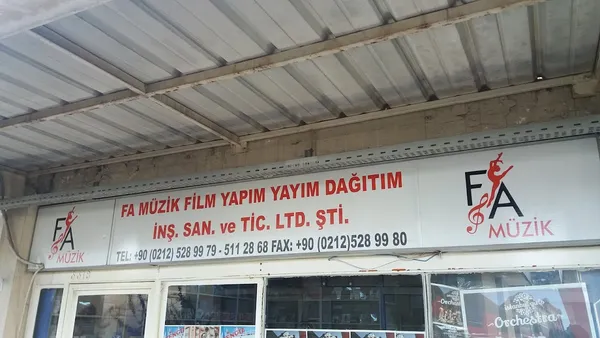 FA MÜZİK FİLM YAPIM YAYIM DAĞITIM
İNŞ. SAN. ve TİC. LTD. ŞTİ.
TEL: +90 (0212) 528 99 79 - 511 28 68 FAX: +90 (0212)528 99 80
FA
MÜZİK
FA
MÜZİK
Orchestra